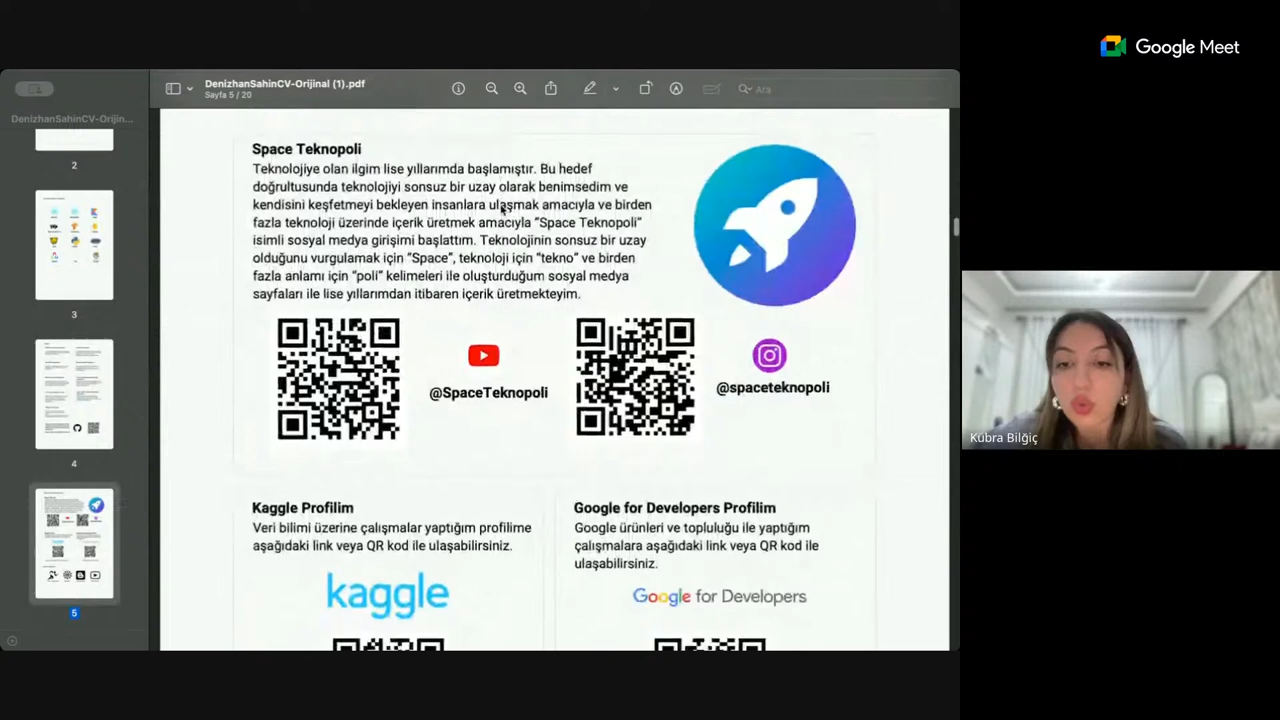 Google Meet
DenizhanSahinCV-Orijinal (1).pdf
Sayfa 5 / 20
Ara
DenizhanSahinCV-Orijin...
2
3
4
5
Space Teknopoli
Teknolojiye olan ilgim lise yıllarımda başlamıştır. Bu hedef
doğrultusunda teknolojiyi sonsuz bir uzay olarak benimsedim ve
kendisini keşfetmeyi bekleyen insanlara ulaşmak amacıyla ve birden
fazla teknoloji üzerinde içerik üretmek amacıyla “Space Teknopoli”
isimli sosyal medya girişimi başlattım. Teknolojinin sonsuz bir uzay
olduğunu vurgulamak için “Space”, teknoloji için “tekno” ve birden
fazla anlamı için “poli” kelimeleri ile oluşturduğum sosyal medya
sayfaları ile lise yıllarımdan itibaren içerik üretmekteyim.
@SpaceTeknopoli
@spaceteknopoli
Kaggle Profilim
Veri bilimi üzerine çalışmalar yaptığım profilime
aşağıdaki link veya QR kod ile ulaşabilirsiniz.
kaggle
Google for Developers Profilim
Google ürünleri ve topluluğu ile yaptığım
çalışmalara aşağıdaki link veya QR kod ile
ulaşabilirsiniz.
Google for Developers
Kübra Bilğiç